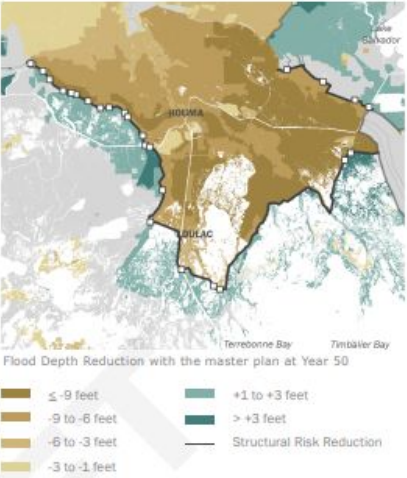 Lake
Salvador
HOUMA
DULAC
Terrebonne Bay
Timbalier Bay
Flood Depth Reduction with the master plan at Year 50
≤ -9 feet
-9 to -6 feet
-6 to -3 feet
-3 to -1 feet
+1 to +3 feet
> +3 feet
Structural Risk Reduction